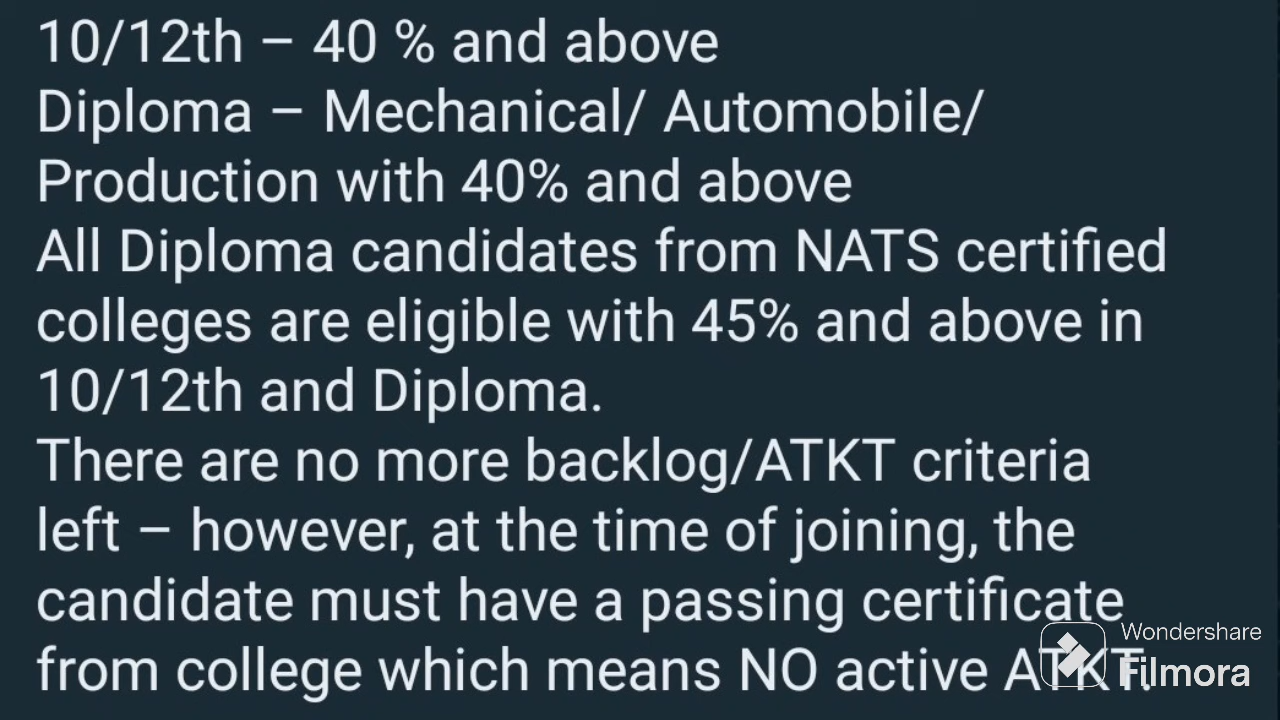 10/12th – 40 % and above
Diploma – Mechanical/ Automobile/
Production with 40% and above
All Diploma candidates from NATS certified
colleges are eligible with 45% and above in
10/12th and Diploma.
There are no more backlog/ATKT criteria
left – however, at the time of joining, the
candidate must have a passing certificate
from college which means NO active ATKT.
Wondershare
Filmora